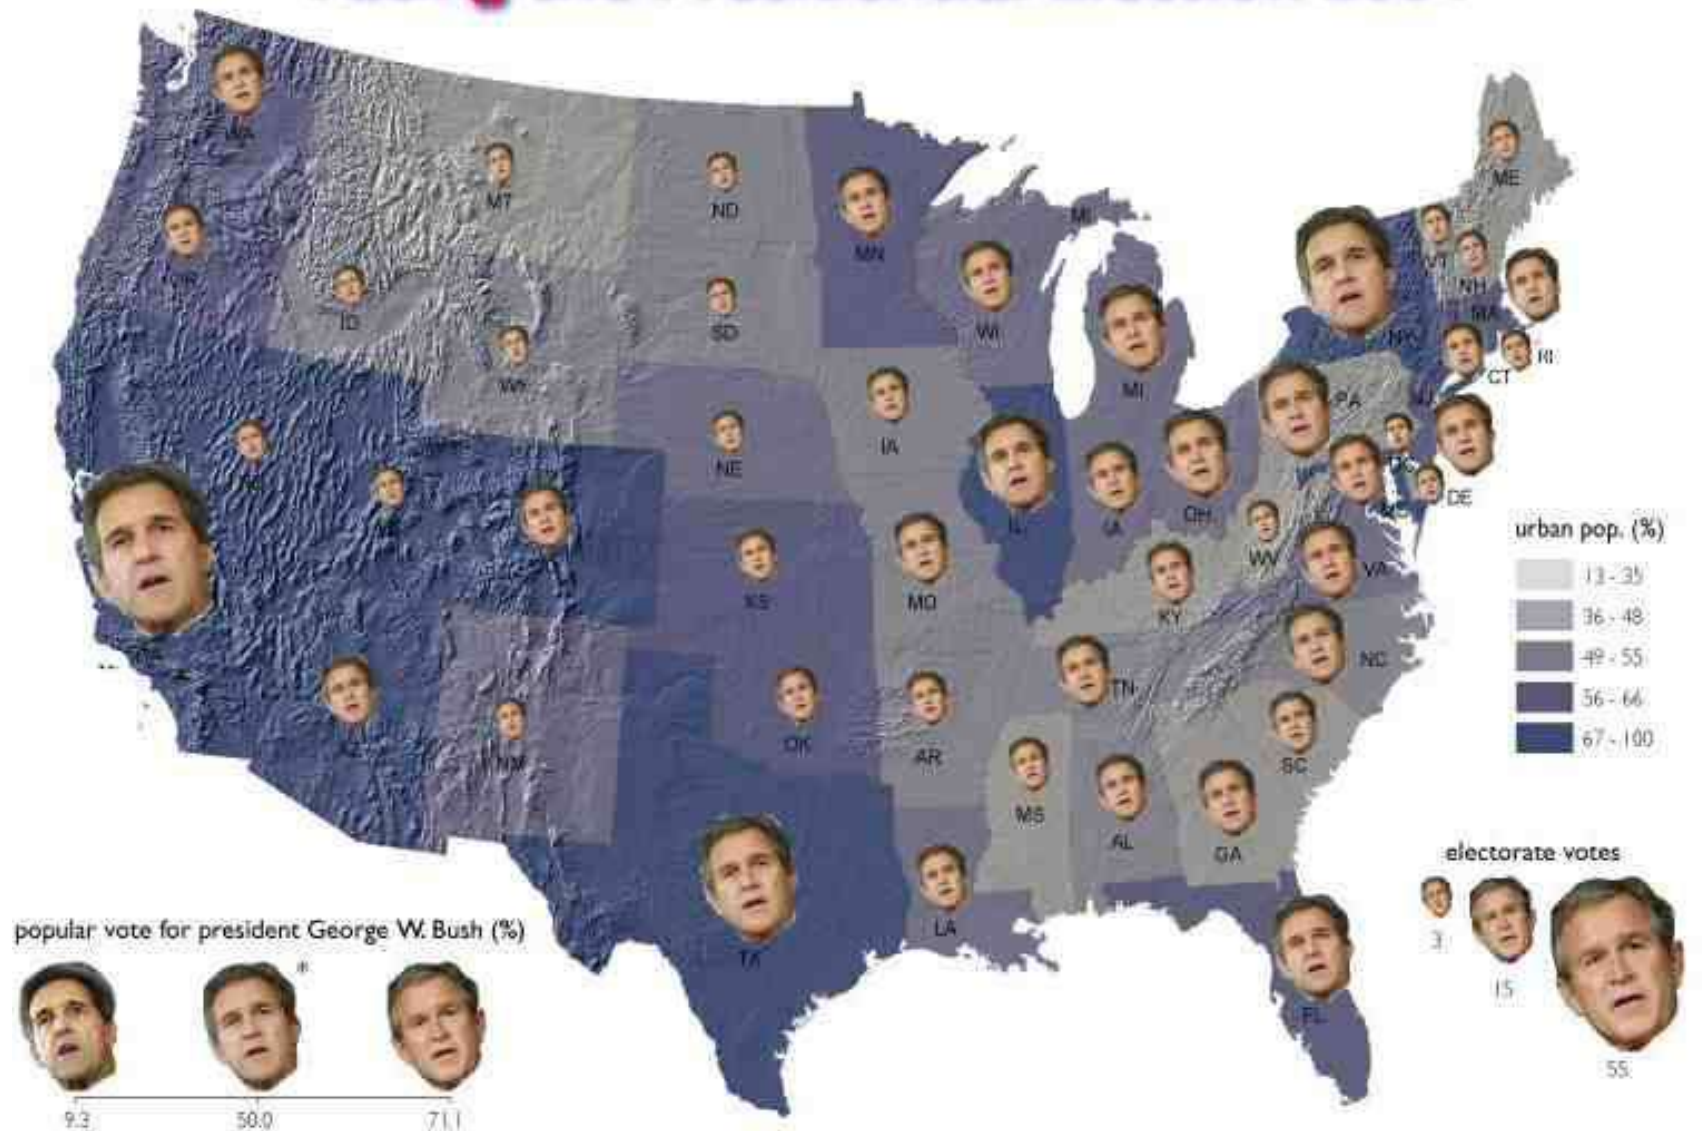 WA
MT
ND
MN
MI
ME
VT
NH
MA
ID
SD
WI
NY
RI
CT
WY
MI
PA
IA
NE
OH
DE
IL
IA
WV
VA
KS
MO
KY
NC
TN
OK
AR
NM
SC
MS
AL
GA
TX
LA
FL
urban pop. (%)
13 - 35
36 - 48
49 - 55
56 - 66
67 - 100
electorate votes
3
15
55
popular vote for president George W. Bush (%)
*
9.3
50.0
71.1